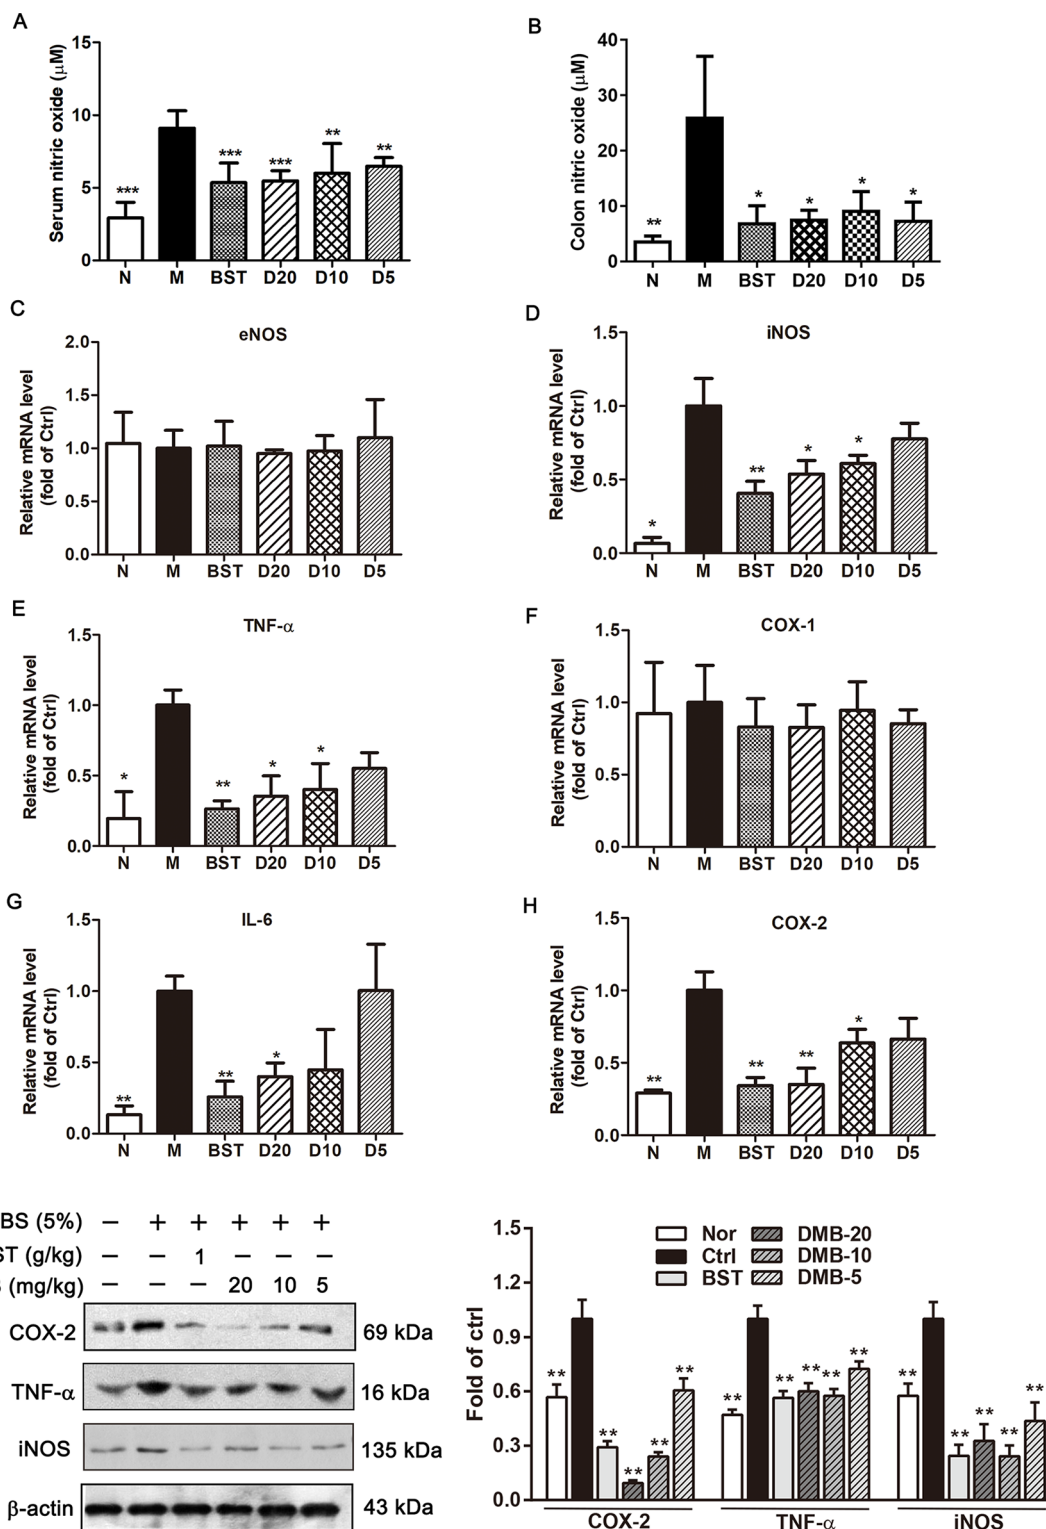 A
Serum nitric oxide (μM)
15
10
5
0
***
***
***
**
**
N M BST D20 D10 D5
B
Colon nitric oxide (μM)
40
30
20
10
0
**
*
*
*
*
N M BST D20 D10 D5
C
eNOS
Relative mRNA level
(fold of Ctrl)
2.0
1.5
1.0
0.5
0.0
N M BST D20 D10 D5
D
iNOS
Relative mRNA level
(fold of Ctrl)
1.5
1.0
0.5
0.0
*
**
*
*
N M BST D20 D10 D5
E
TNF-α
Relative mRNA level
(fold of Ctrl)
1.5
1.0
0.5
0.0
*
**
*
*
N M BST D20 D10 D5
F
COX-1
Relative mRNA level
(fold of Ctrl)
1.5
1.0
0.5
0.0
N M BST D20 D10 D5
G
IL-6
Relative mRNA level
(fold of Ctrl)
1.5
1.0
0.5
0.0
**
**
*
N M BST D20 D10 D5
H
COX-2
Relative mRNA level
(fold of Ctrl)
1.5
1.0
0.5
0.0
**
**
**
*
N M BST D20 D10 D5
BS (5%) – + + + + +
ST (g/kg) – – 1 – – –
(mg/kg) – – – 20 10 5
COX-2 69 kDa
TNF-α 16 kDa
iNOS 135 kDa
β-actin 43 kDa
Fold of ctrl
1.5
1.2
0.9
0.6
0.3
0.0
Nor DMB-20
Ctrl DMB-10
BST DMB-5
** ** ** ** **
** ** ** ** **
** ** ** ** **
COX-2 TNF-α iNOS